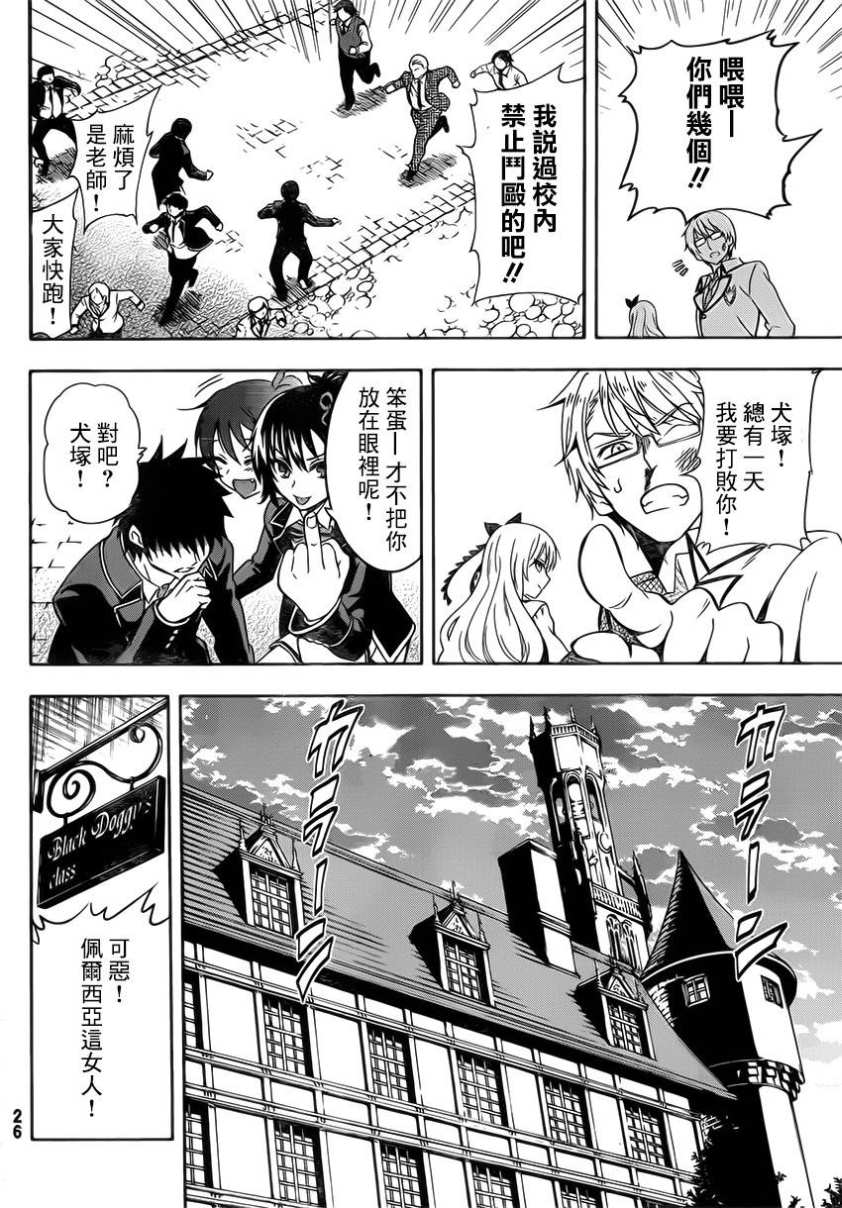 喂喂ー
你們幾個!!
我説過校內
禁止鬥毆的吧!!
麻煩了
是老師！
大家快跑！
犬塚！
總有一天
我要打敗你！
笨蛋ー才不把你
放在眼裡呢！
對吧？
犬塚！
カラーン
カラーン
Black Doggy's
class
可惡！
佩爾西亞這女人！
26